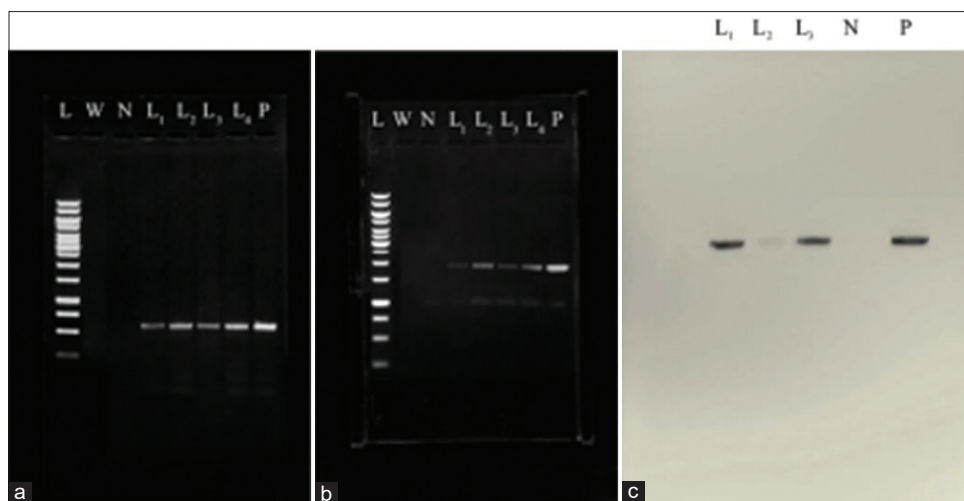 L₁ L₂ L₃ N P
L W N L₁ L₂ L₃ L₄ P
L W N L₁ L₂ L₃ L₄ P
a
b
c